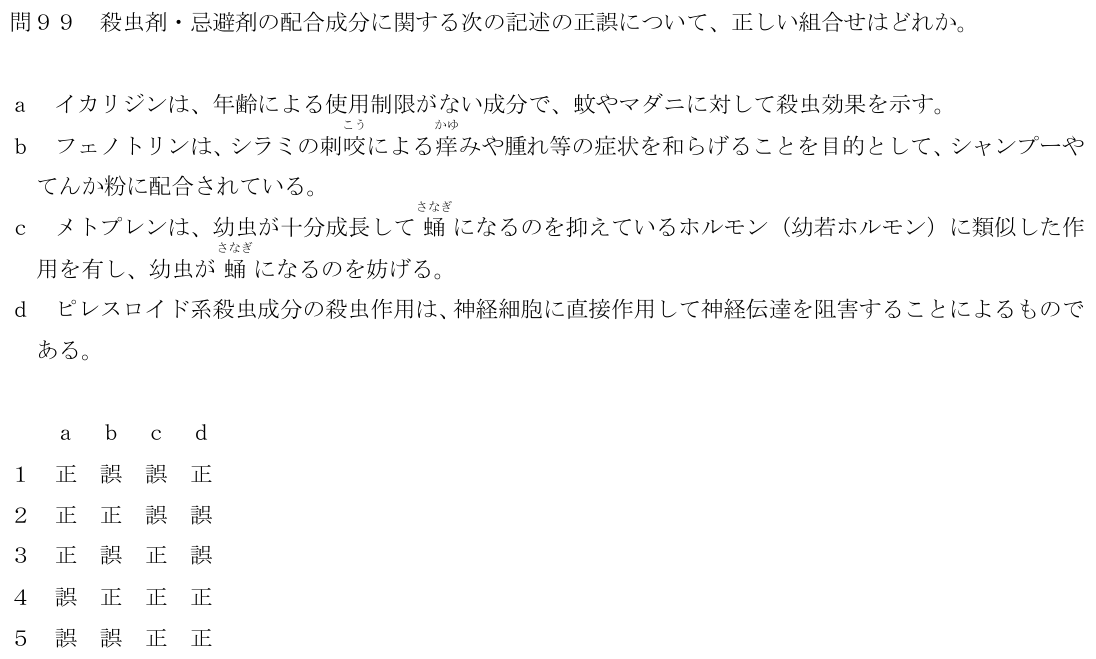 問９９　殺虫剤・忌避剤の配合成分に関する次の記述の正誤について、正しい組合せはどれか。
a　イカリジンは、年齢による使用制限がない成分で、蚊やマダニに対して殺虫効果を示す。
こう　かゆ
b　フェノトリンは、シラミの刺咬による痒みや腫れ等の症状を和らげることを目的として、シャンプーや
てんか粉に配合されている。
さなぎ
c　メトプレンは、幼虫が十分成長して蛹になるのを抑えているホルモン（幼若ホルモン）に類似した作
さなぎ
用を有し、幼虫が蛹になるのを妨げる。
d　ピレスロイド系殺虫成分の殺虫作用は、神経細胞に直接作用して神経伝達を阻害することによるもので
ある。
a　b　c　d
１　正　誤　誤　正
２　正　正　誤　誤
３　正　誤　正　誤
４　誤　正　正　正
５　誤　誤　正　正